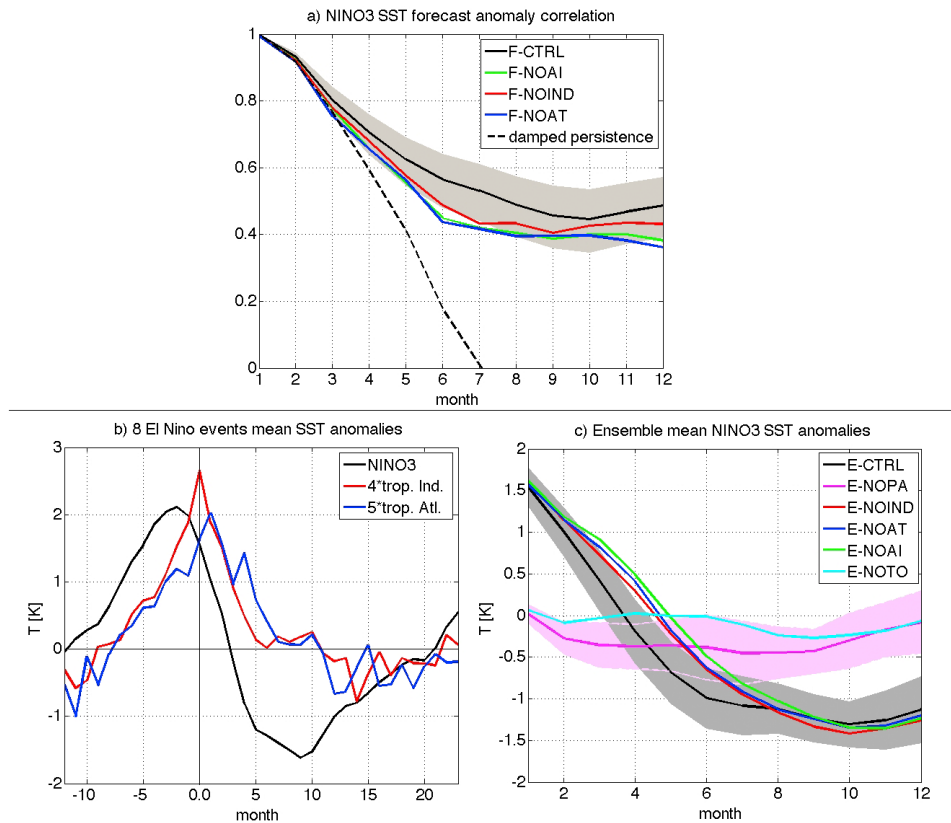 a) NINO3 SST forecast anomaly correlation
1
0.8
0.6
0.4
0.2
0
F-CTRL
F-NOAI
F-NOIND
F-NOAT
damped persistence
1 2 3 4 5 6 7 8 9 10 11 12
month
b) 8 El Nino events mean SST anomalies
T [K]
3
2
1
0
-1
-2
NINO3
4*trop. Ind.
5*trop. Atl.
-10 -5 0.0 5 10 15 20
month
c) Ensemble mean NINO3 SST anomalies
T [K]
2
1.5
1
0.5
0
-0.5
-1
-1.5
-2
E-CTRL
E-NOPA
E-NOIND
E-NOAT
E-NOAI
E-NOTO
2 4 6 8 10 12
month